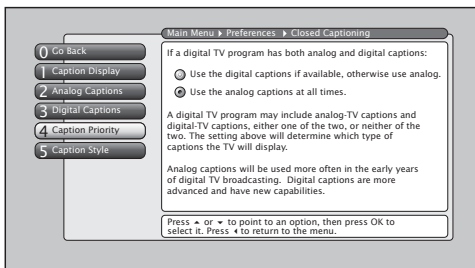 Main Menu ▸ Preferences ▸ Closed Captioning
0 Go Back
1 Caption Display
2 Analog Captions
3 Digital Captions
4 Caption Priority
5 Caption Style
If a digital TV program has both analog and digital captions:
Use the digital captions if available, otherwise use analog.
Use the analog captions at all times.
A digital TV program may include analog-TV captions and
digital-TV captions, either one of the two, or neither of the
two. The setting above will determine which type of
captions the TV will display.
Analog captions will be used more often in the early years
of digital TV broadcasting. Digital captions are more
advanced and have new capabilities.
Press ▴ or ▾ to point to an option, then press OK to
select it. Press ◂ to return to the menu.